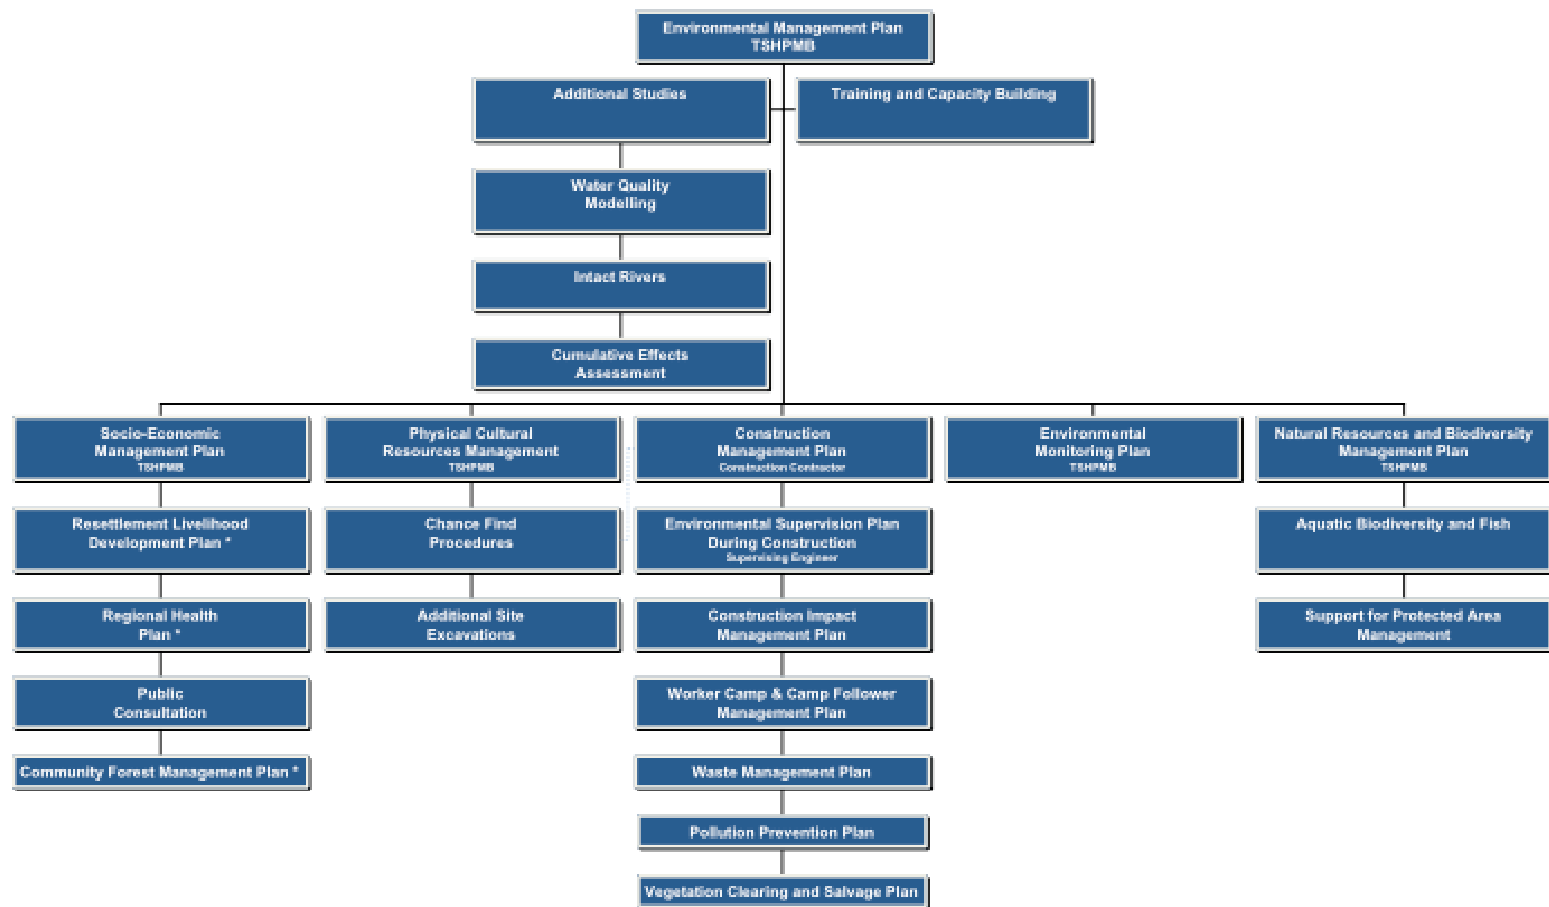 Environmental Management Plan
TSHPMB
Additional Studies
Training and Capacity Building
Water Quality
Modelling
Intact Rivers
Cumulative Effects
Assessment
Socio-Economic
Management Plan
TSHPMB
Physical Cultural
Resources Management
TSHPMB
Construction
Management Plan
Construction Contractor
Environmental
Monitoring Plan
TSHPMB
Natural Resources and Biodiversity
Management Plan
TSHPMB
Resettlement Livelihood
Development Plan *
Chance Find
Procedures
Environmental Supervision Plan
During Construction
Supervising Engineer
Aquatic Biodiversity and Fish
Regional Health
Plan *
Additional Site
Excavations
Construction Impact
Management Plan
Support for Protected Area
Management
Public
Consultation
Worker Camp & Camp Follower
Management Plan
Community Forest Management Plan *
Waste Management Plan
Pollution Prevention Plan
Vegetation Clearing and Salvage Plan